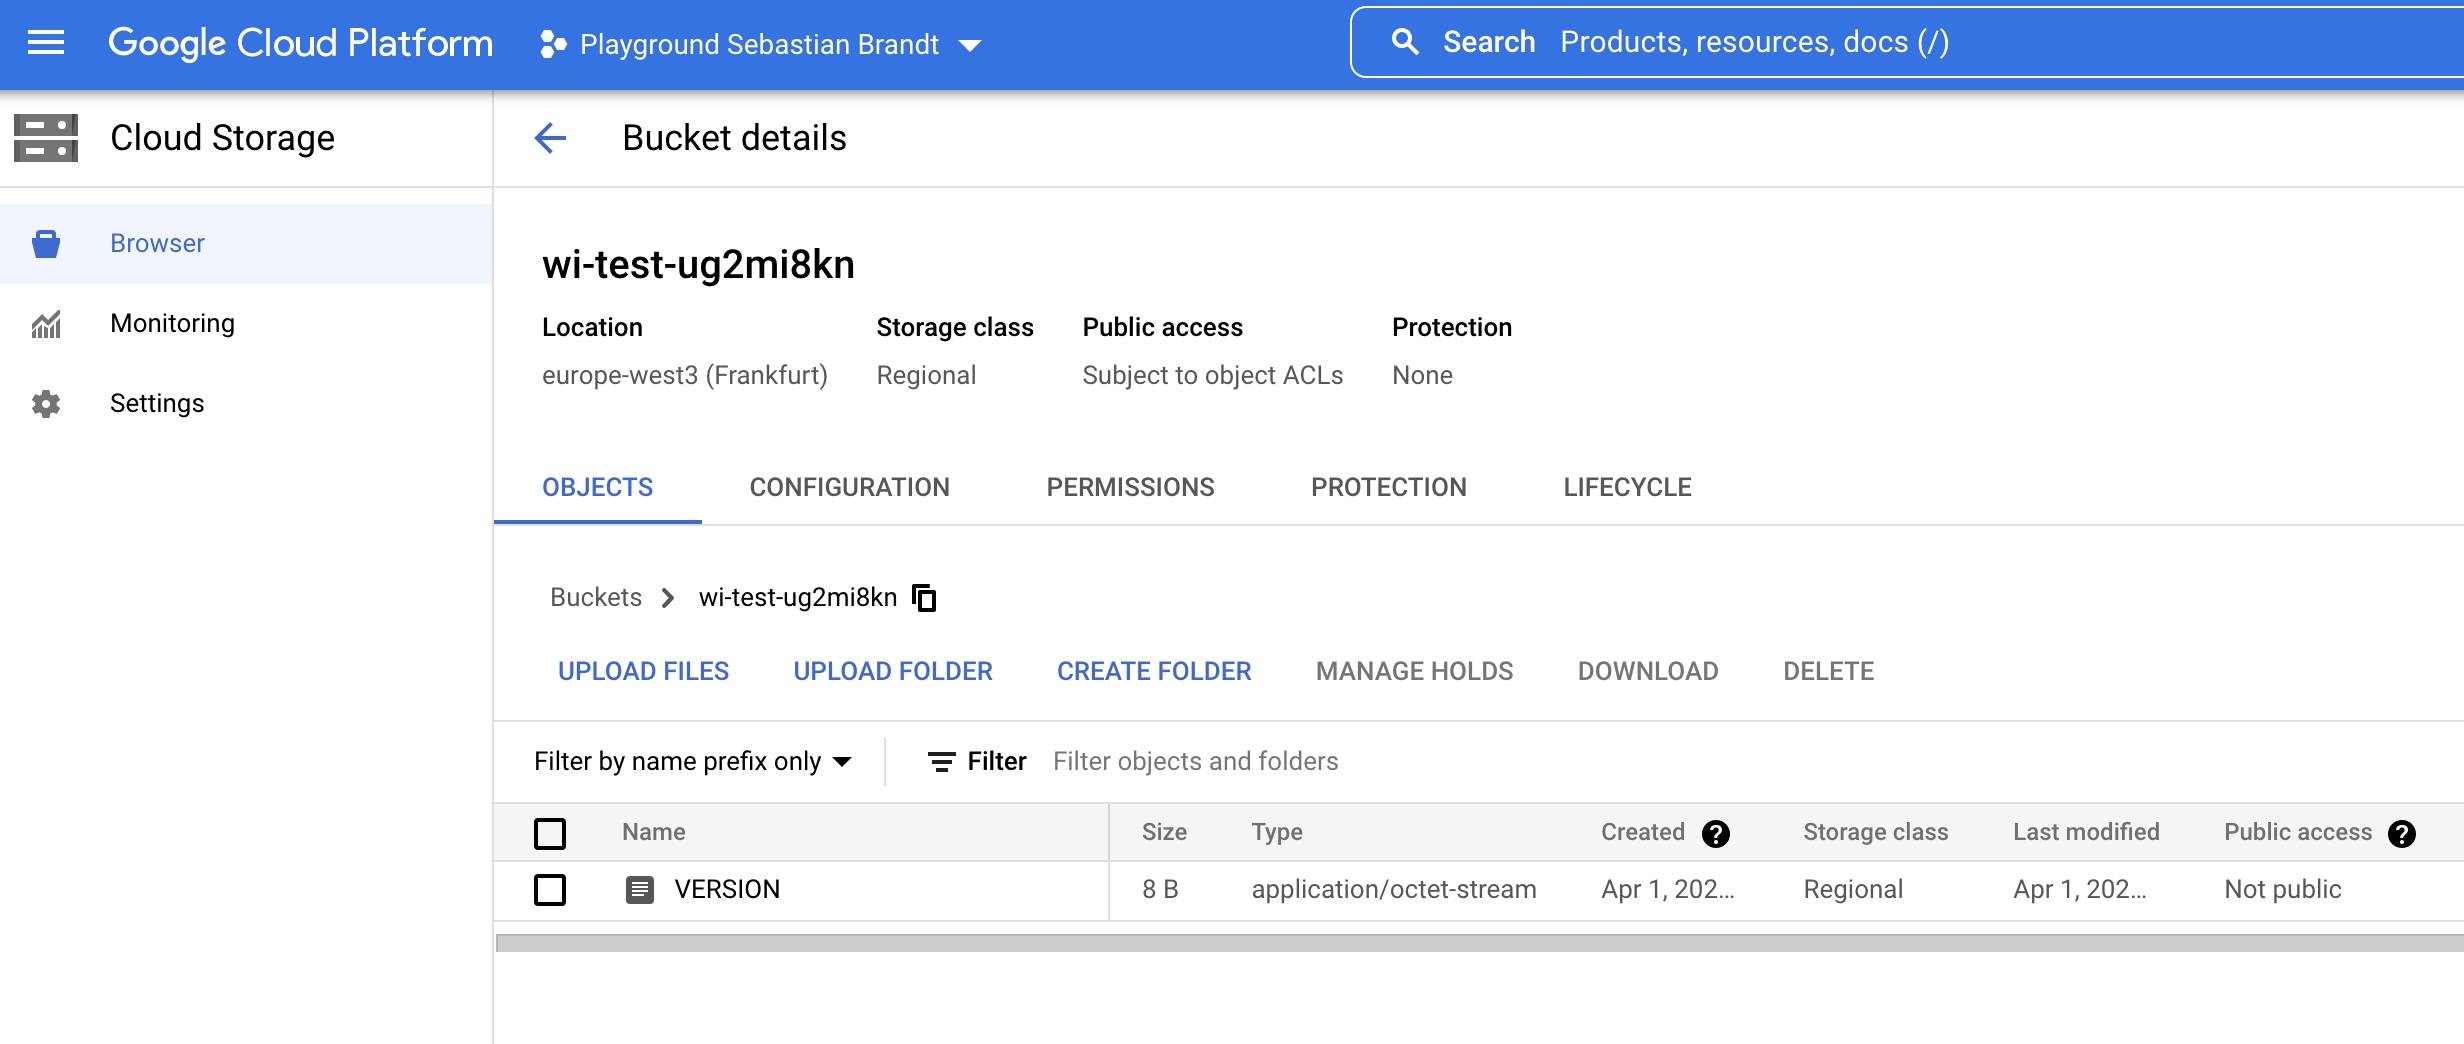 Google Cloud Platform
Playground Sebastian Brandt
Search Products, resources, docs (/)
Cloud Storage
Bucket details
Browser
Monitoring
Settings
wi-test-ug2mi8kn
Location Storage class Public access Protection
europe-west3 (Frankfurt) Regional Subject to object ACLs None
OBJECTS CONFIGURATION PERMISSIONS PROTECTION LIFECYCLE
Buckets wi-test-ug2mi8kn
UPLOAD FILES UPLOAD FOLDER CREATE FOLDER MANAGE HOLDS DOWNLOAD DELETE
Filter by name prefix only Filter Filter objects and folders
Name Size Type Created ? Storage class Last modified Public access ?
VERSION 8 B application/octet-stream Apr 1, 202... Regional Apr 1, 202... Not public